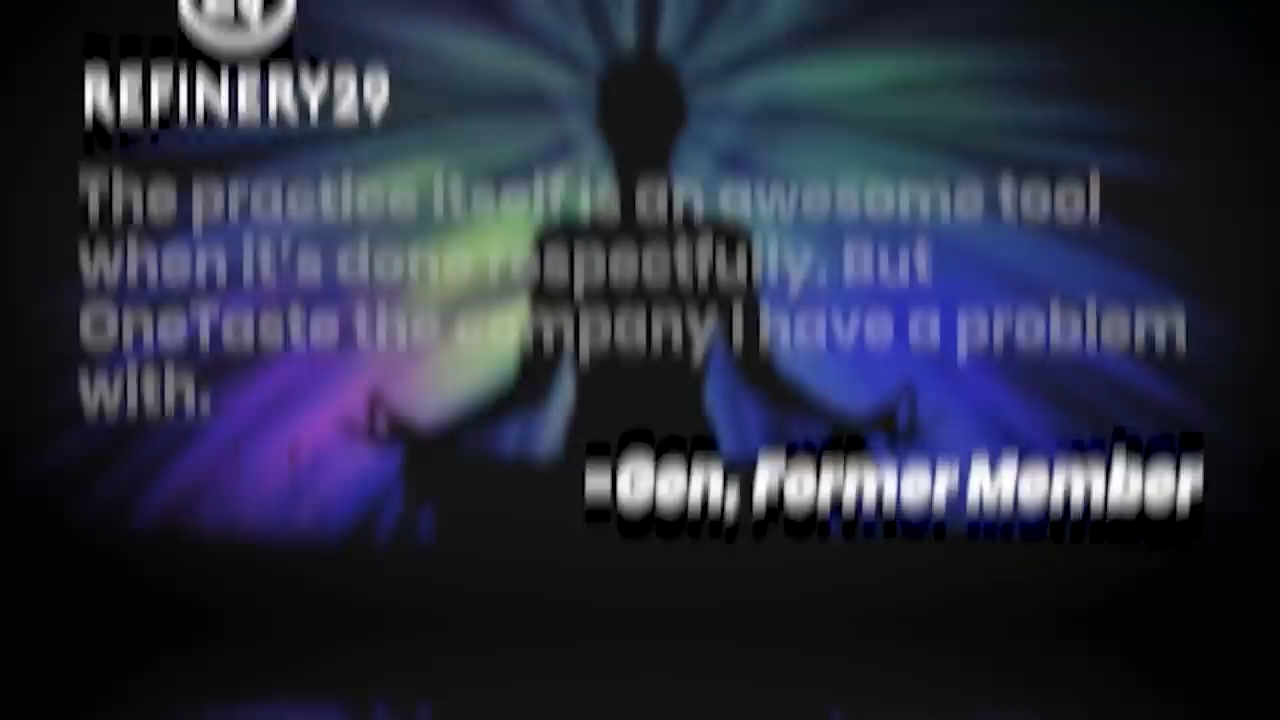 REFINERY29
The practice itself is an awesome tool
when it's done respectfully. But
OneTaste the company I have a problem
with.
-Gen, Former Member